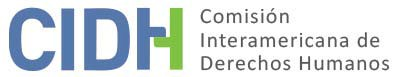 CIDH
Comisión
Interamericana de
Derechos Humanos